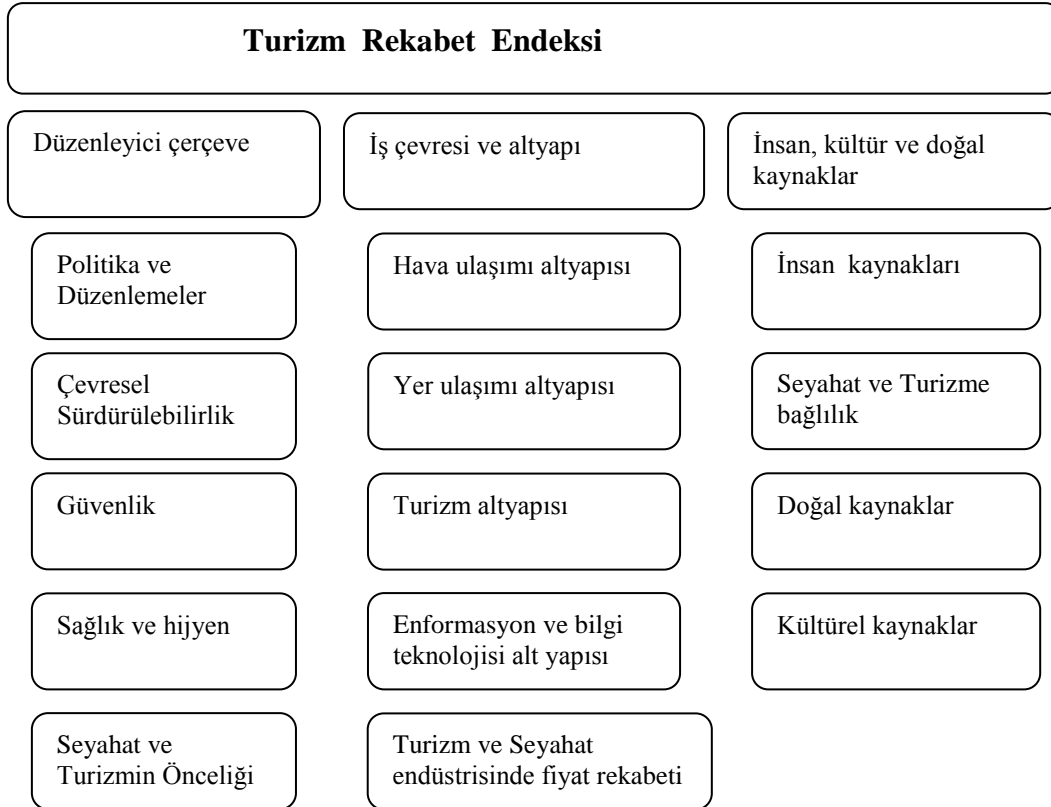 Turizm Rekabet Endeksi
Düzenleyici çerçeve
Politika ve
Düzenlemeler
Çevresel
Sürdürülebilirlik
Güvenlik
Sağlık ve hijyen
Seyahat ve
Turizmin Önceliği
İş çevresi ve altyapı
Hava ulaşımı altyapısı
Yer ulaşımı altyapısı
Turizm altyapısı
Enformasyon ve bilgi
teknolojisi alt yapısı
Turizm ve Seyahat
endüstrisinde fiyat rekabeti
İnsan, kültür ve doğal
kaynaklar
İnsan kaynakları
Seyahat ve Turizme
bağlılık
Doğal kaynaklar
Kültürel kaynaklar